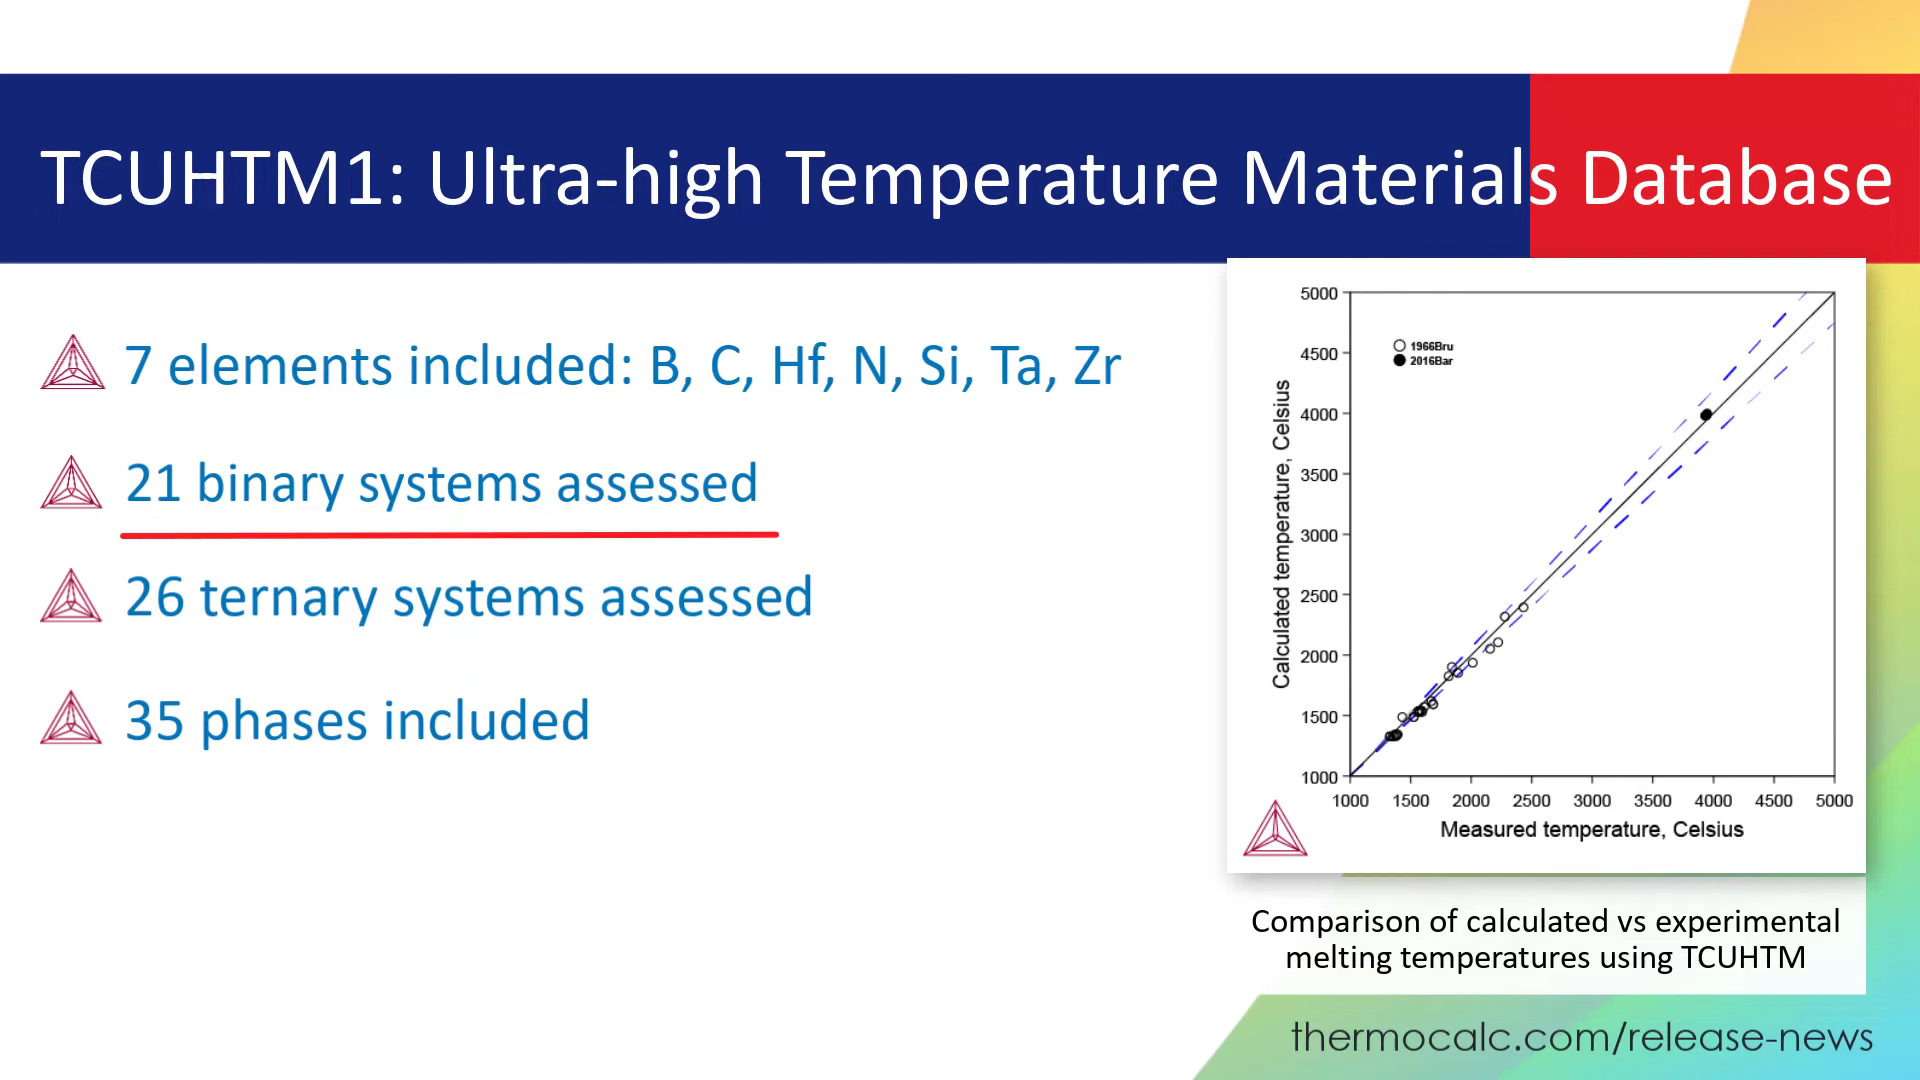 TCUHTM1: Ultra-high Temperature Materials Database
7 elements included: B, C, Hf, N, Si, Ta, Zr
21 binary systems assessed
26 ternary systems assessed
35 phases included
5000
4500
4000
3500
3000
2500
2000
1500
1000
Calculated temperature, Celsius
1966Bru
2016Bar
1000 1500 2000 2500 3000 3500 4000 4500 5000
Measured temperature, Celsius
Comparison of calculated vs experimental
melting temperatures using TCUHTM
thermocalc.com/release-news